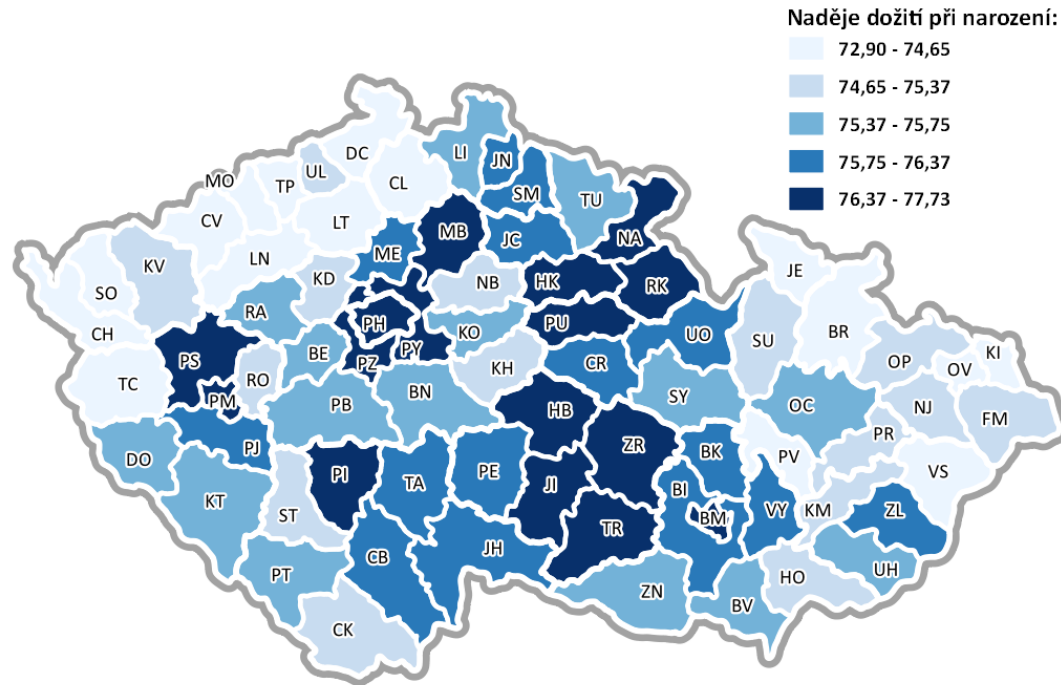 Naděje dožití při narození:
72,90 - 74,65
74,65 - 75,37
75,37 - 75,75
75,75 - 76,37
76,37 - 77,73
DC
LI
JN
UL
MO
TP
CL
SM
TU
CV
LT
MB
JC
NA
ME
LN
KV
KD
NB
HK
RK
JE
SO
RA
PH
KO
PU
BR
CH
UO
SU
PS
BE
PZ
PY
KI
OP
OV
TC
RO
KH
CR
PM
PB
BN
SY
OC
NJ
FM
HB
PR
PJ
ZR
BK
PV
VS
DO
PI
TA
PE
JI
BI
KT
ST
BM
VY
KM
ZL
TR
CB
JH
PT
UH
HO
ZN
BV
CK